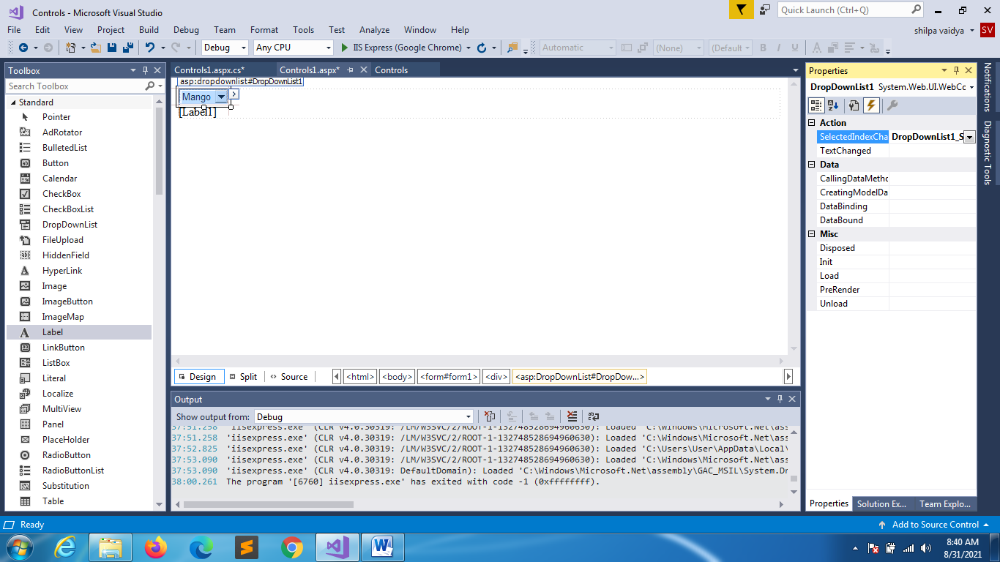 Controls - Microsoft Visual Studio
Quick Launch (Ctrl+Q)
File Edit View Project Build Debug Team Format Tools Test Analyze Window Help
shilpa vaidya SV
Debug Any CPU IIS Express (Google Chrome) Automatic (None) (Default B I U A
Toolbox
Search Toolbox
Standard
Pointer
AdRotator
BulletedList
Button
Calendar
CheckBox
CheckBoxList
DropDownList
FileUpload
HiddenField
HyperLink
Image
ImageButton
ImageMap
Label
LinkButton
ListBox
Literal
Localize
MultiView
Panel
PlaceHolder
RadioButton
RadioButtonList
Substitution
Table
Controls1.aspx.cs* Controls1.aspx* Controls
asp:dropdownlist#DropDownList1
Mango
[Label1]
Design Split Source <html> <body> <form#form1> <div> <asp:DropDownList#DropDow...>
Output
Show output from: Debug
37:51.258 'iisexpress.exe' (CLR v4.0.30319: /LM/W3SVC/2/ROOT-1-132748528694960630): Loaded 'C:\Windows\Microsoft.Net\ass
37:51.258 'iisexpress.exe' (CLR v4.0.30319: /LM/W3SVC/2/ROOT-1-132748528694960630): Loaded 'C:\Windows\Microsoft.Net\ass
37:52.825 'iisexpress.exe' (CLR v4.0.30319: /LM/W3SVC/2/ROOT-1-132748528694960630): Loaded 'C:\Users\User\AppData\Local\
37:53.090 'iisexpress.exe' (CLR v4.0.30319: /LM/W3SVC/2/ROOT-1-132748528694960630): Loaded 'C:\Windows\Microsoft.Net\ass
37:53.090 'iisexpress.exe' (CLR v4.0.30319: DefaultDomain): Loaded 'C:\Windows\Microsoft.Net\assembly\GAC_MSIL\System.Dr
38:00.261 The program '[6760] iisexpress.exe' has exited with code -1 (0xffffffff).
Properties
DropDownList1 System.Web.UI.WebCo
Action
SelectedIndexCha DropDownList1_S
TextChanged
Data
CallingDataMetho
CreatingModelDa
DataBinding
DataBound
Misc
Disposed
Init
Load
PreRender
Unload
Properties Solution Ex... Team Explo...
Notifications
Diagnostic Tools
Ready
Add to Source Control
8:40 AM
8/31/2021